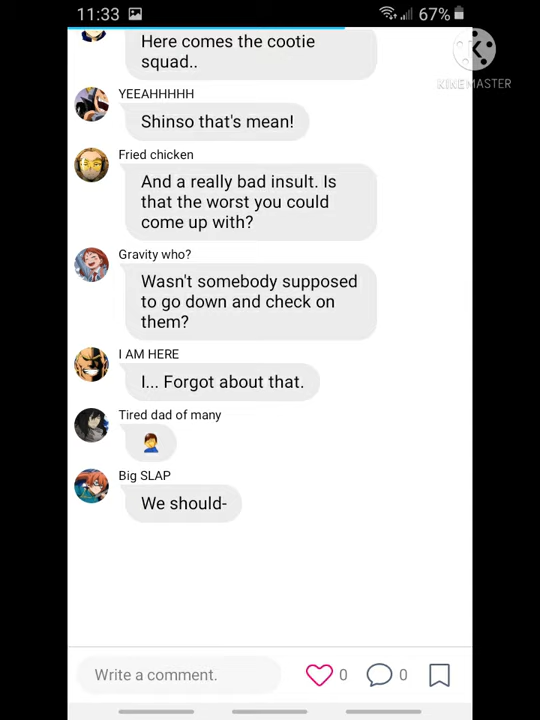 11:33
67%
KINEMASTER
Here comes the cootie
squad..
YEEAHHHHH
Shinso that's mean!
Fried chicken
And a really bad insult. Is
that the worst you could
come up with?
Gravity who?
Wasn't somebody supposed
to go down and check on
them?
I AM HERE
I... Forgot about that.
Tired dad of many
🤦‍♂️
Big SLAP
We should-
Write a comment.
0
0